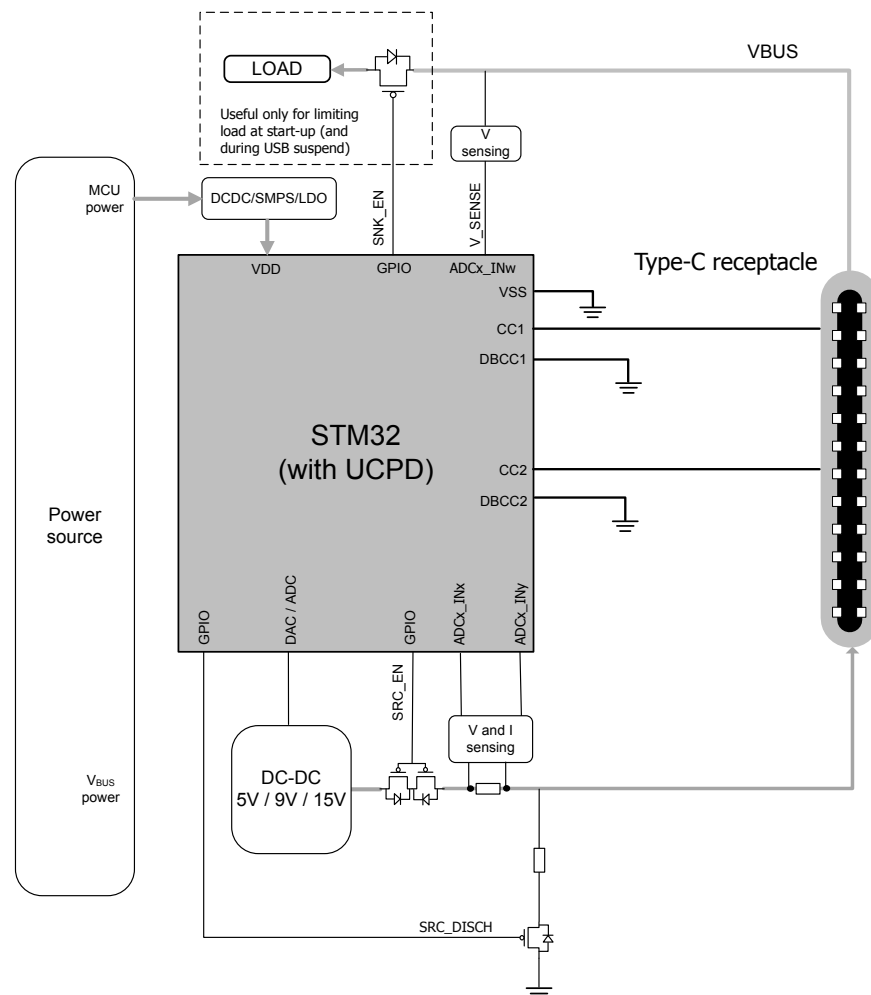 LOAD
VBUS
Useful only for limiting
load at start-up (and
during USB suspend)
V
sensing
MCU
power
DCDC/SMPS/LDO
SNK_EN
V_SENSE
Type-C receptacle
VDD
GPIO
ADCx_INw
VSS
CC1
DBCC1
STM32
(with UCPD)
CC2
DBCC2
Power
source
GPIO
DAC / ADC
GPIO
ADCx_INx
ADCx_INy
SRC_EN
V and I
sensing
DC-DC
5V / 9V / 15V
VBUS
power
SRC_DISCH